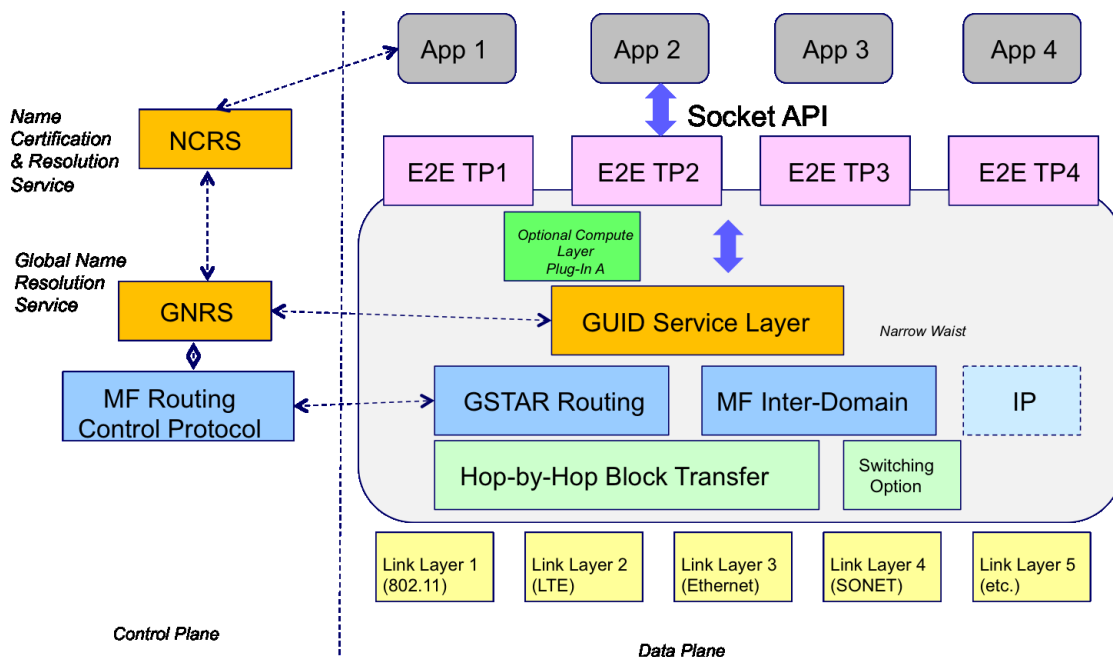 App 1
App 2
App 3
App 4
Name
Certification
& Resolution
Service
NCRS
Socket API
E2E TP1
E2E TP2
E2E TP3
E2E TP4
Optional Compute
Layer
Plug-In A
Global Name
Resolution
Service
GNRS
GUID Service Layer
Narrow Waist
MF Routing
Control Protocol
GSTAR Routing
MF Inter-Domain
IP
Hop-by-Hop Block Transfer
Switching
Option
Link Layer 1
(802.11)
Link Layer 2
(LTE)
Link Layer 3
(Ethernet)
Link Layer 4
(SONET)
Link Layer 5
(etc.)
Control Plane
Data Plane